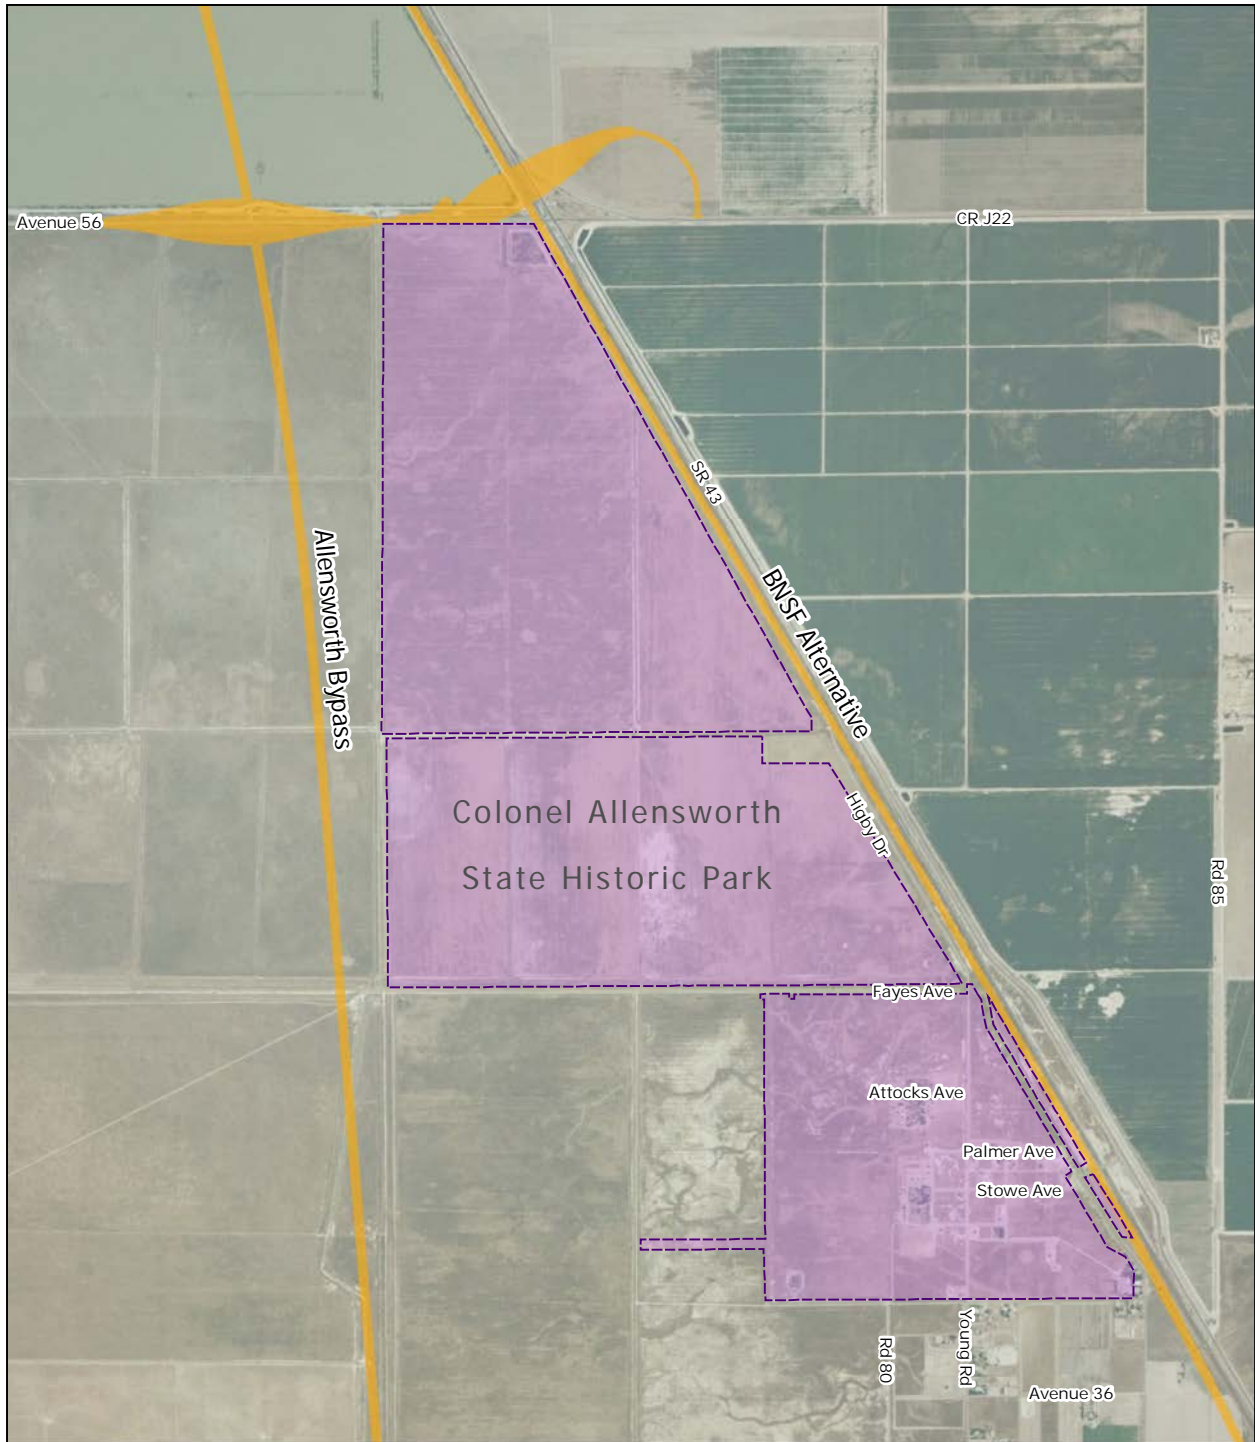 Avenue 56
CR J22
SR 43
Allensworth Bypass
BNSF Alternative
Colonel Allensworth
State Historic Park
Higby Dr
Rd 85
Fayes Ave
Attocks Ave
Palmer Ave
Stowe Ave
Rd 80
Young Rd
Avenue 36